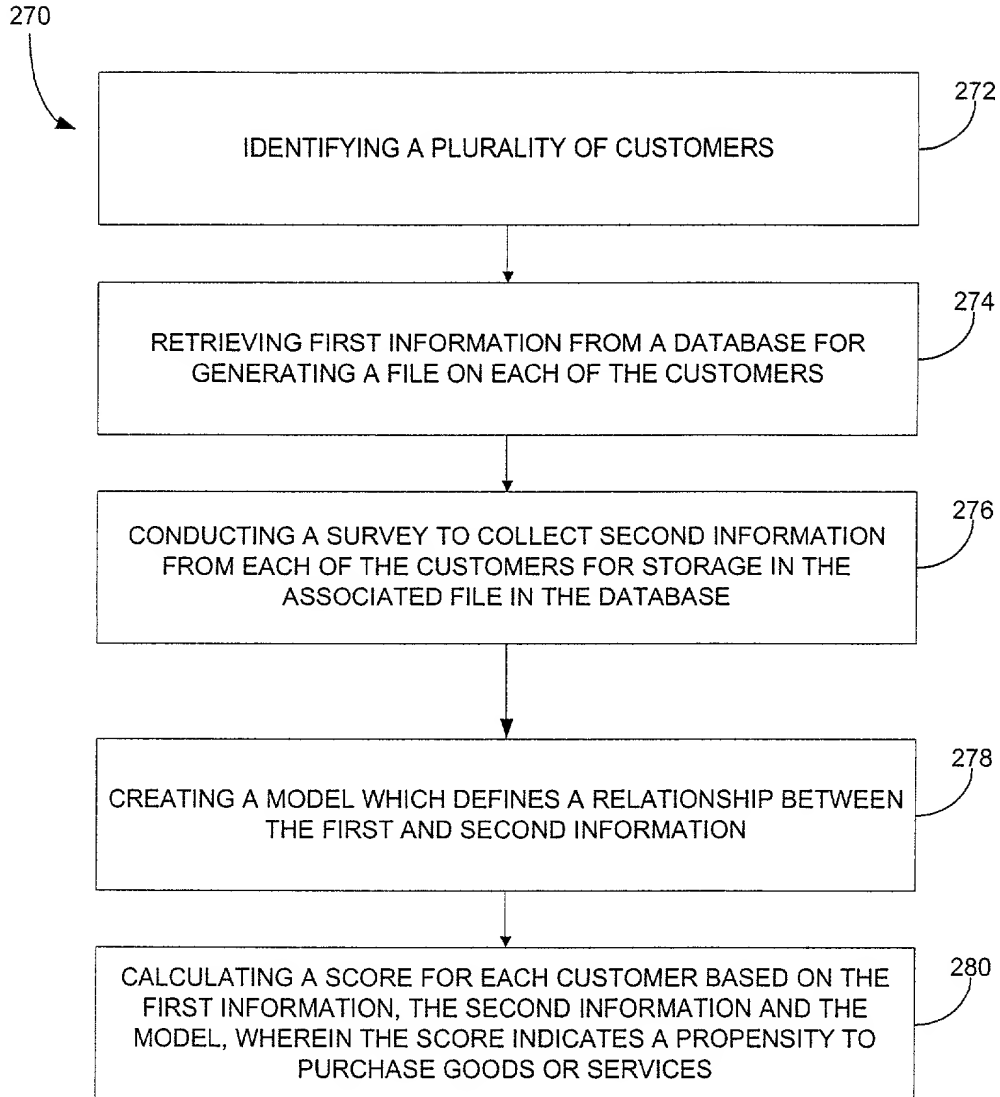 270
272
IDENTIFYING A PLURALITY OF CUSTOMERS
274
RETRIEVING FIRST INFORMATION FROM A DATABASE FOR
GENERATING A FILE ON EACH OF THE CUSTOMERS
276
CONDUCTING A SURVEY TO COLLECT SECOND INFORMATION
FROM EACH OF THE CUSTOMERS FOR STORAGE IN THE
ASSOCIATED FILE IN THE DATABASE
278
CREATING A MODEL WHICH DEFINES A RELATIONSHIP BETWEEN
THE FIRST AND SECOND INFORMATION
280
CALCULATING A SCORE FOR EACH CUSTOMER BASED ON THE
FIRST INFORMATION, THE SECOND INFORMATION AND THE
MODEL, WHEREIN THE SCORE INDICATES A PROPENSITY TO
PURCHASE GOODS OR SERVICES